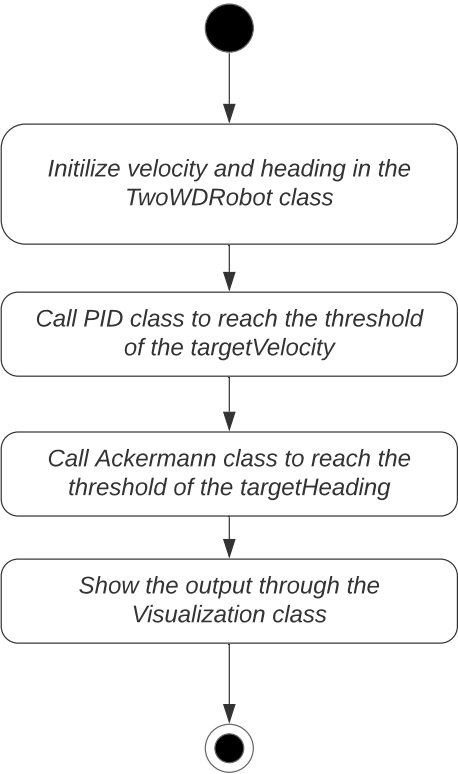 Initilize velocity and heading in the
TwoWDRobot class
Call PID class to reach the threshold
of the targetVelocity
Call Ackermann class to reach the
threshold of the targetHeading
Show the output through the
Visualization class